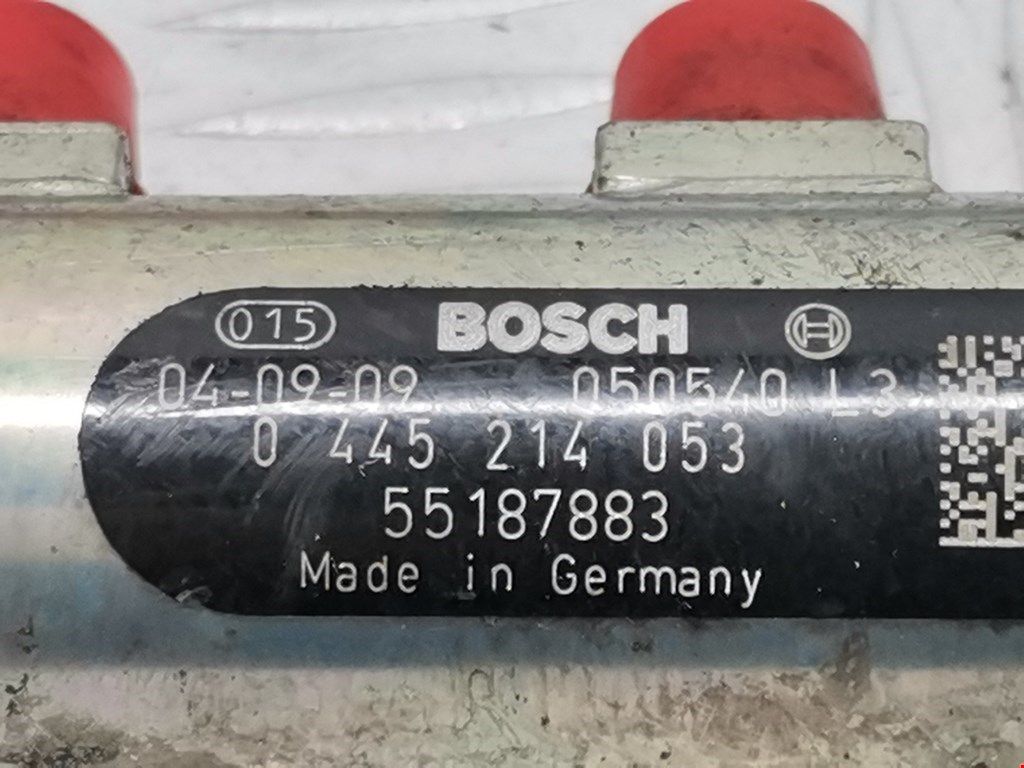 015 BOSCH
04-09-09 050540 L3
0 445 214 053
55187883
Made in Germany